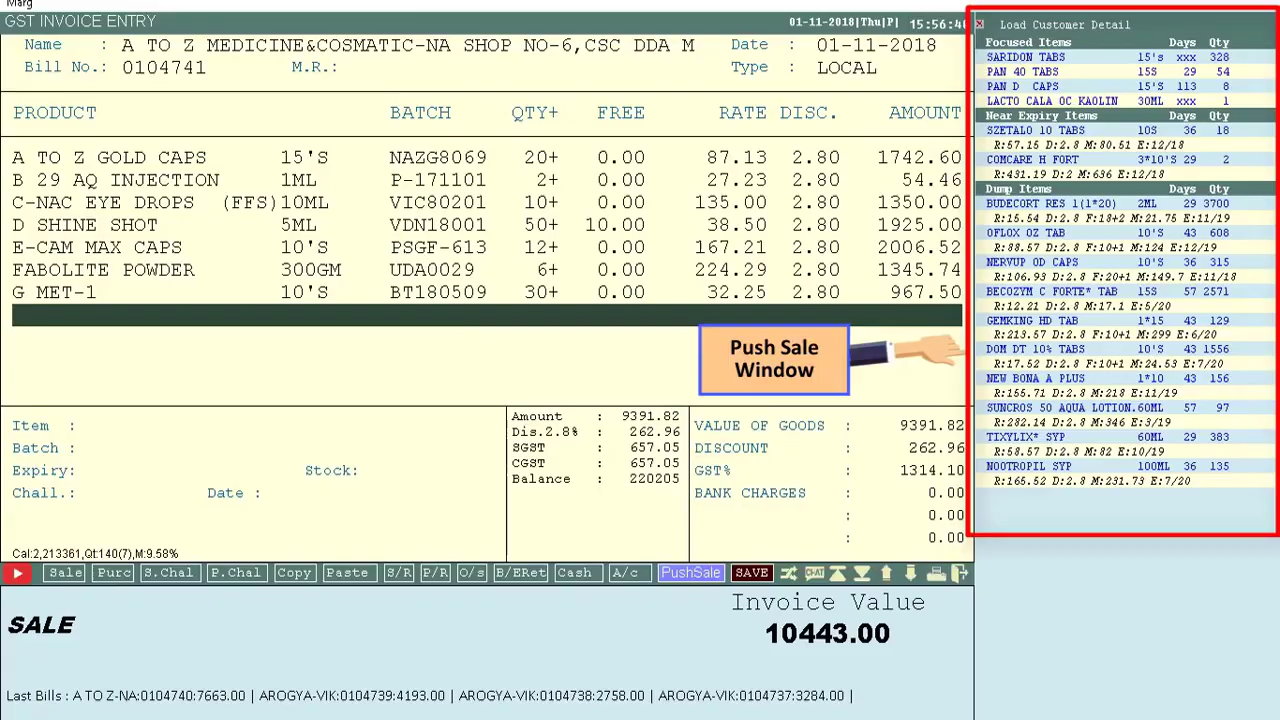 Marg
GST INVOICE ENTRY 01-11-2018|Thu|P| 15:56:4
Name : A TO Z MEDICINE&COSMATIC-NA SHOP NO-6,CSC DDA M Date : 01-11-2018
Bill No.: 0104741 M.R.: Type : LOCAL
PRODUCT BATCH QTY+ FREE RATE DISC. AMOUNT
A TO Z GOLD CAPS 15'S NAZG8069 20+ 0.00 87.13 2.80 1742.60
B 29 AQ INJECTION 1ML P-171101 2+ 0.00 27.23 2.80 54.46
C-NAC EYE DROPS (FFS) 10ML VIC80201 10+ 0.00 135.00 2.80 1350.00
D SHINE SHOT 5ML VDN18001 50+ 10.00 38.50 2.80 1925.00
E-CAM MAX CAPS 10'S PSGF-613 12+ 0.00 167.21 2.80 2006.52
FABOLITE POWDER 300GM UDA0029 6+ 0.00 224.29 2.80 1345.74
G MET-1 10'S BT180509 30+ 0.00 32.25 2.80 967.50
Push Sale
Window
Item :
Batch :
Expiry: Stock:
Chall.: Date :
Cal:2,213361,Qt:140(7),M:9.58%
Amount : 9391.82
Dis.2.8% : 262.96
SGST : 657.05
CGST : 657.05
Balance : 220205
VALUE OF GOODS : 9391.82
DISCOUNT : 262.96
GST% : 1314.10
BANK CHARGES : 0.00
: 0.00
: 0.00
Sale Purc S.Chal P.Chal Copy Paste S/R P/R O/s B/ERet Cash A/c PushSale SAVE CHAT
Invoice Value
SALE
10443.00
Last Bills : A TO Z-NA:0104740:7663.00 | AROGYA-VIK:0104739:4193.00 | AROGYA-VIK:0104738:2758.00 | AROGYA-VIK:0104737:3284.00 |
x Load Customer Detail
Focused Items Days Qty
SARIDON TABS 15's xxx 328
PAN 40 TABS 15S 29 54
PAN D CAPS 15'S 113 8
LACTO CALA OC KAOLIN 30ML xxx 1
Near Expiry Items Days Qty
SZETALO 10 TABS 10S 36 18
R:57.15 D:2.8 M:80.51 E:12/18
COMCARE H FORT 3*10'S 29 2
R:431.19 D:2 M:636 E:12/18
Dump Items Days Qty
BUDECORT RES 1(1*20) 2ML 29 3700
R:15.54 D:2.8 F:18+2 M:21.75 E:11/19
OFLOX OZ TAB 10'S 43 608
R:88.57 D:2.8 F:10+1 M:124 E:12/19
NERVUP OD CAPS 10'S 36 315
R:106.93 D:2.8 F:20+1 M:149.7 E:11/18
BECOZYM C FORTE* TAB 15S 57 2571
R:12.21 D:2.8 M:17.1 E:5/20
GEMKING HD TAB 1*15 43 129
R:213.57 D:2.8 F:10+1 M:299 E:6/20
DOM DT 10% TABS 10'S 43 1556
R:17.52 D:2.8 F:10+1 M:24.53 E:7/20
NEW BONA A PLUS 1*10 43 156
R:155.71 D:2.8 M:218 E:11/19
SUNCROS 50 AQUA LOTION.60ML 57 97
R:282.14 D:2.8 M:346 E:3/19
TIXYLIX* SYP 60ML 29 383
R:58.57 D:2.8 M:82 E:10/19
NOOTROPIL SYP 100ML 36 135
R:165.52 D:2.8 M:231.73 E:7/20